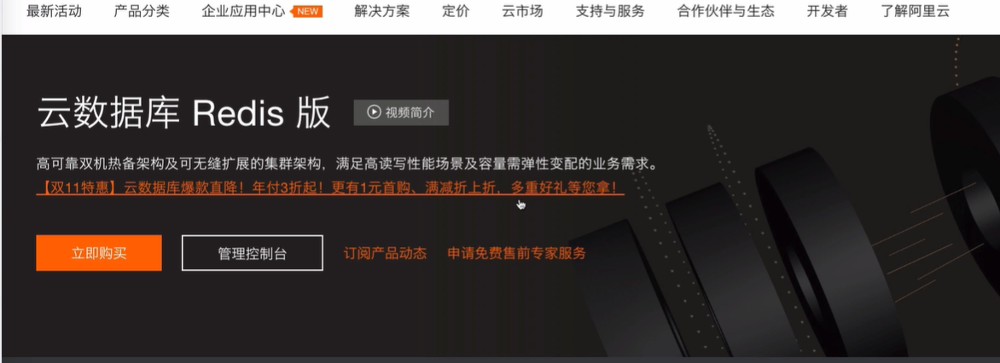 最新活动 产品分类 企业应用中心 NEW 解决方案 定价 云市场 支持与服务 合作伙伴与生态 开发者 了解阿里云
云数据库 Redis 版 视频简介
高可靠双机热备架构及可无缝扩展的集群架构，满足高读写性能场景及容量需弹性变配的业务需求。
【双11特惠】云数据库爆款直降！年付3折起！更有1元首购、满减折上折，多重好礼等您拿！
立即购买 管理控制台 订阅产品动态 申请免费售前专家服务